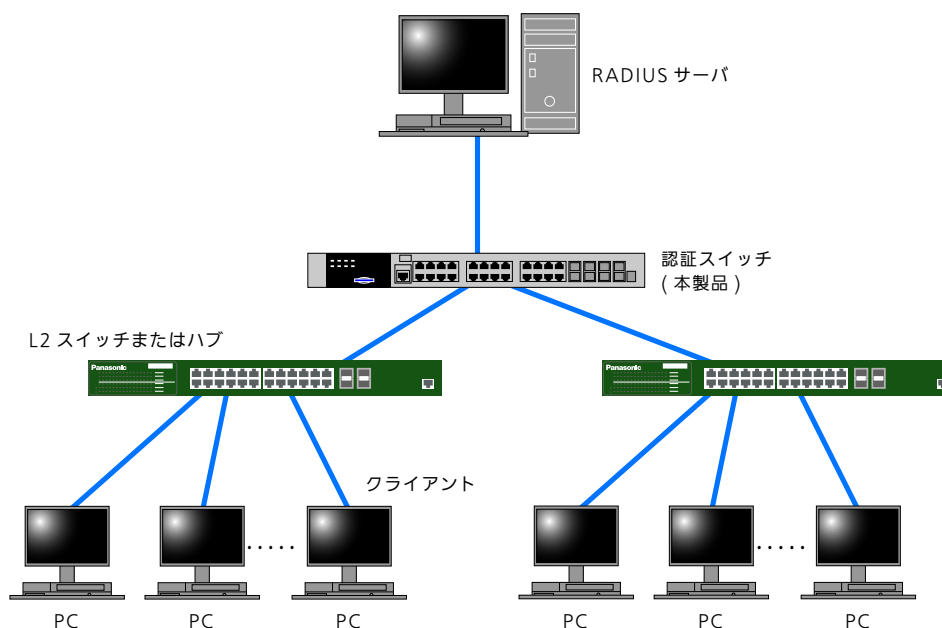 RADIUS サーバ
認証スイッチ
( 本製品 )
L2 スイッチまたはハブ
Panasonic
Panasonic
クライアント
PC
PC
PC
PC
PC
PC